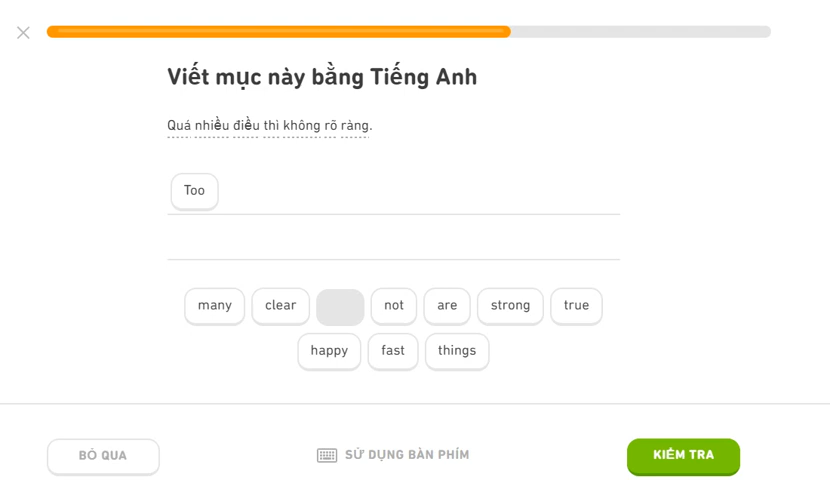 Viết mục này bằng Tiếng Anh
Quá nhiều điều thì không rõ ràng.
Too
many clear not are strong true
happy fast things
BỎ QUA SỬ DỤNG BÀN PHÍM KIỂM TRA